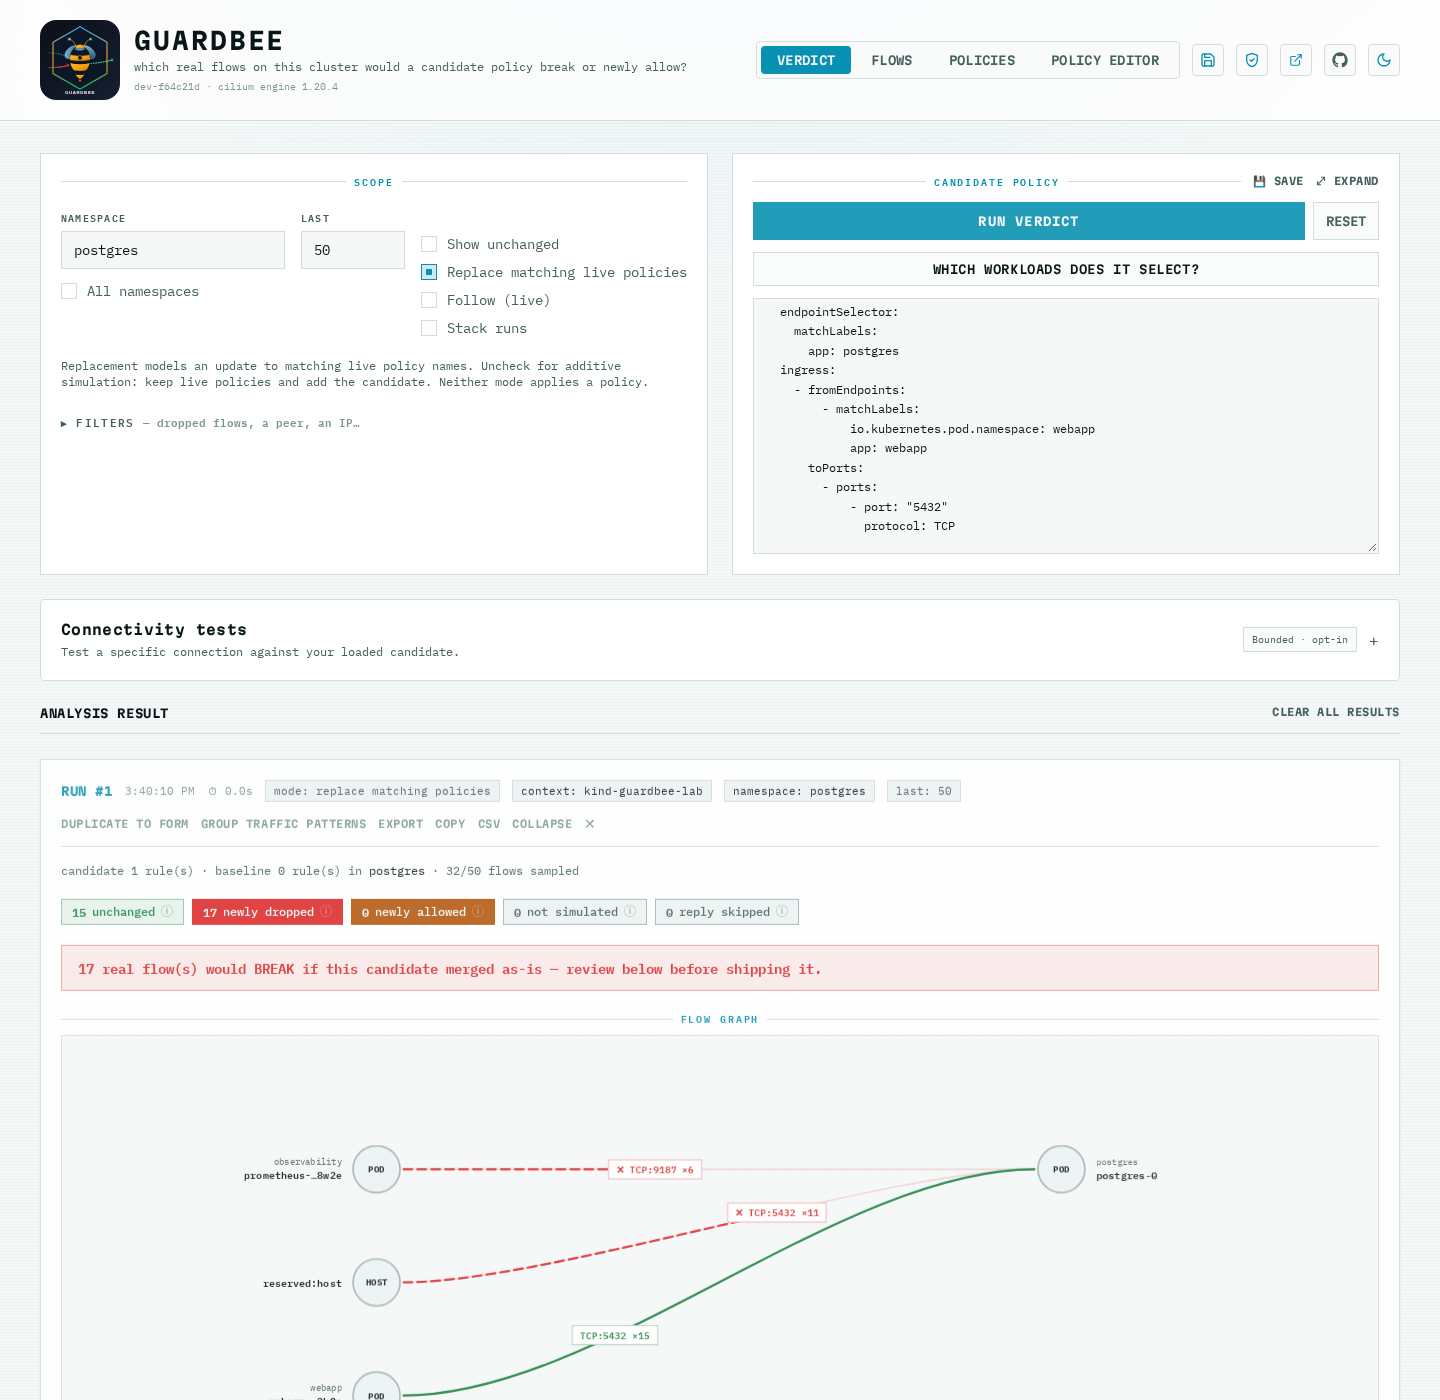 GUARDBEE
GUARDBEE
which real flows on this cluster would a candidate policy break or newly allow?
dev-f64c21d · cilium engine 1.20.4
VERDICT FLOWS POLICIES POLICY EDITOR
SCOPE
NAMESPACE LAST
postgres 50
All namespaces
Show unchanged
Replace matching live policies
Follow (live)
Stack runs
Replacement models an update to matching live policy names. Uncheck for additive
simulation: keep live policies and add the candidate. Neither mode applies a policy.
▶ FILTERS — dropped flows, a peer, an IP…
CANDIDATE POLICY 💾 SAVE ⤢ EXPAND
RUN VERDICT RESET
WHICH WORKLOADS DOES IT SELECT?
endpointSelector:
matchLabels:
app: postgres
ingress:
- fromEndpoints:
- matchLabels:
io.kubernetes.pod.namespace: webapp
app: webapp
toPorts:
- ports:
- port: "5432"
protocol: TCP
Connectivity tests
Test a specific connection against your loaded candidate.
Bounded · opt-in +
ANALYSIS RESULT CLEAR ALL RESULTS
RUN #1 3:40:10 PM ⏱ 0.0s mode: replace matching policies context: kind-guardbee-lab namespace: postgres last: 50
DUPLICATE TO FORM GROUP TRAFFIC PATTERNS EXPORT COPY CSV COLLAPSE ✕
candidate 1 rule(s) · baseline 0 rule(s) in postgres · 32/50 flows sampled
15 unchanged ⓘ 17 newly dropped ⓘ 0 newly allowed ⓘ 0 not simulated ⓘ 0 reply skipped ⓘ
17 real flow(s) would BREAK if this candidate merged as-is — review below before shipping it.
FLOW GRAPH
observability
prometheus-…8w2e
POD
✕ TCP:9187 ×6
POD
postgres
postgres-0
✕ TCP:5432 ×11
reserved:host
HOST
TCP:5432 ×15
webapp
POD